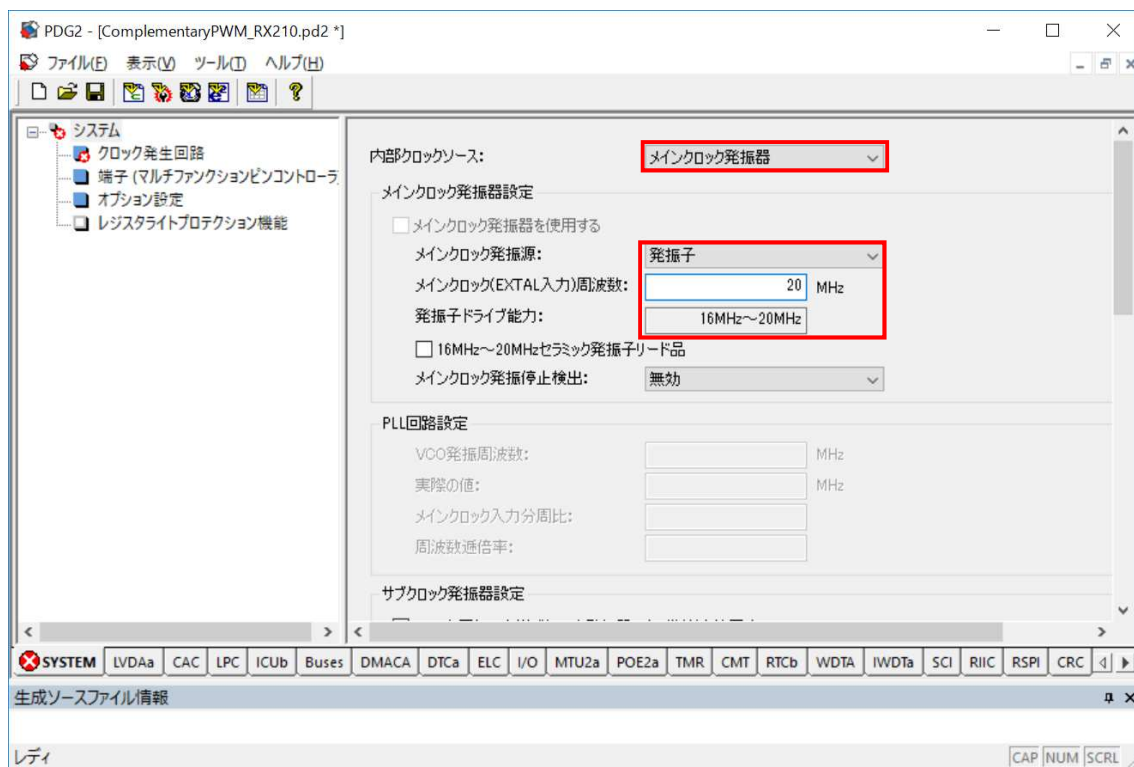 PDG2 - [ComplementaryPWM_RX210.pd2 *]
ファイル(F) 表示(V) ツール(T) ヘルプ(H)
システム
クロック発生回路
端子 (マルチファンクションピンコントローラ
オプション設定
レジスタライトプロテクション機能
内部クロックソース: メインクロック発振器
メインクロック発振器設定
メインクロック発振器を使用する
メインクロック発振源: 発振子
メインクロック(EXTAL入力)周波数: 20 MHz
発振子ドライブ能力: 16MHz～20MHz
16MHz～20MHzセラミック発振子リード品
メインクロック発振停止検出: 無効
PLL回路設定
VCO発振周波数: MHz
実際の値: MHz
メインクロック入力分周比:
周波数逓倍率:
サブクロック発振器設定
SYSTEM LVDAa CAC LPC ICUb Buses DMACA DTCa ELC I/O MTU2a POE2a TMR CMT RTCb WDTA IWDTa SCI RIIC RSPI CRC
生成ソースファイル情報
レディ CAP NUM SCRL